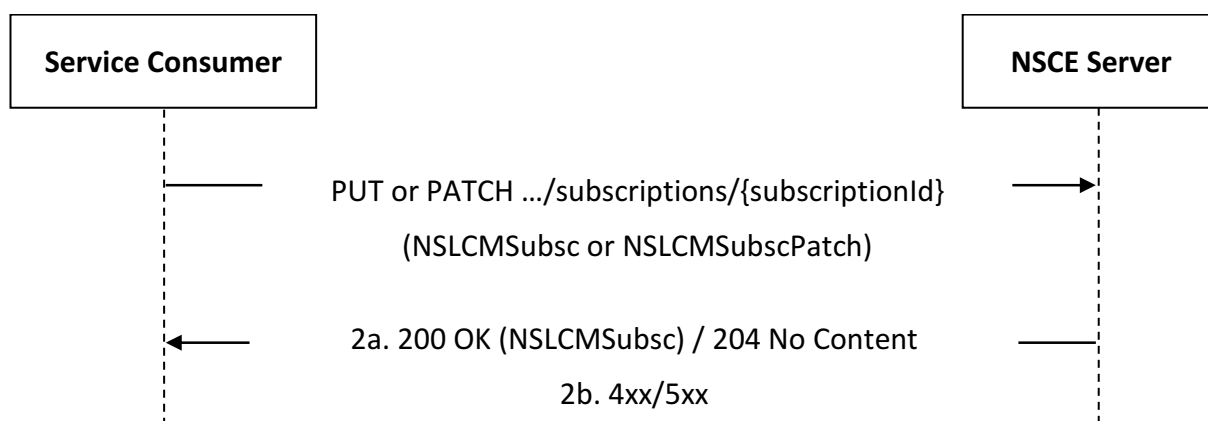 Service Consumer
NSCE Server
PUT or PATCH …/subscriptions/{subscriptionId}
(NSLCMSubsc or NSLCMSubscPatch)
2a. 200 OK (NSLCMSubsc) / 204 No Content
2b. 4xx/5xx